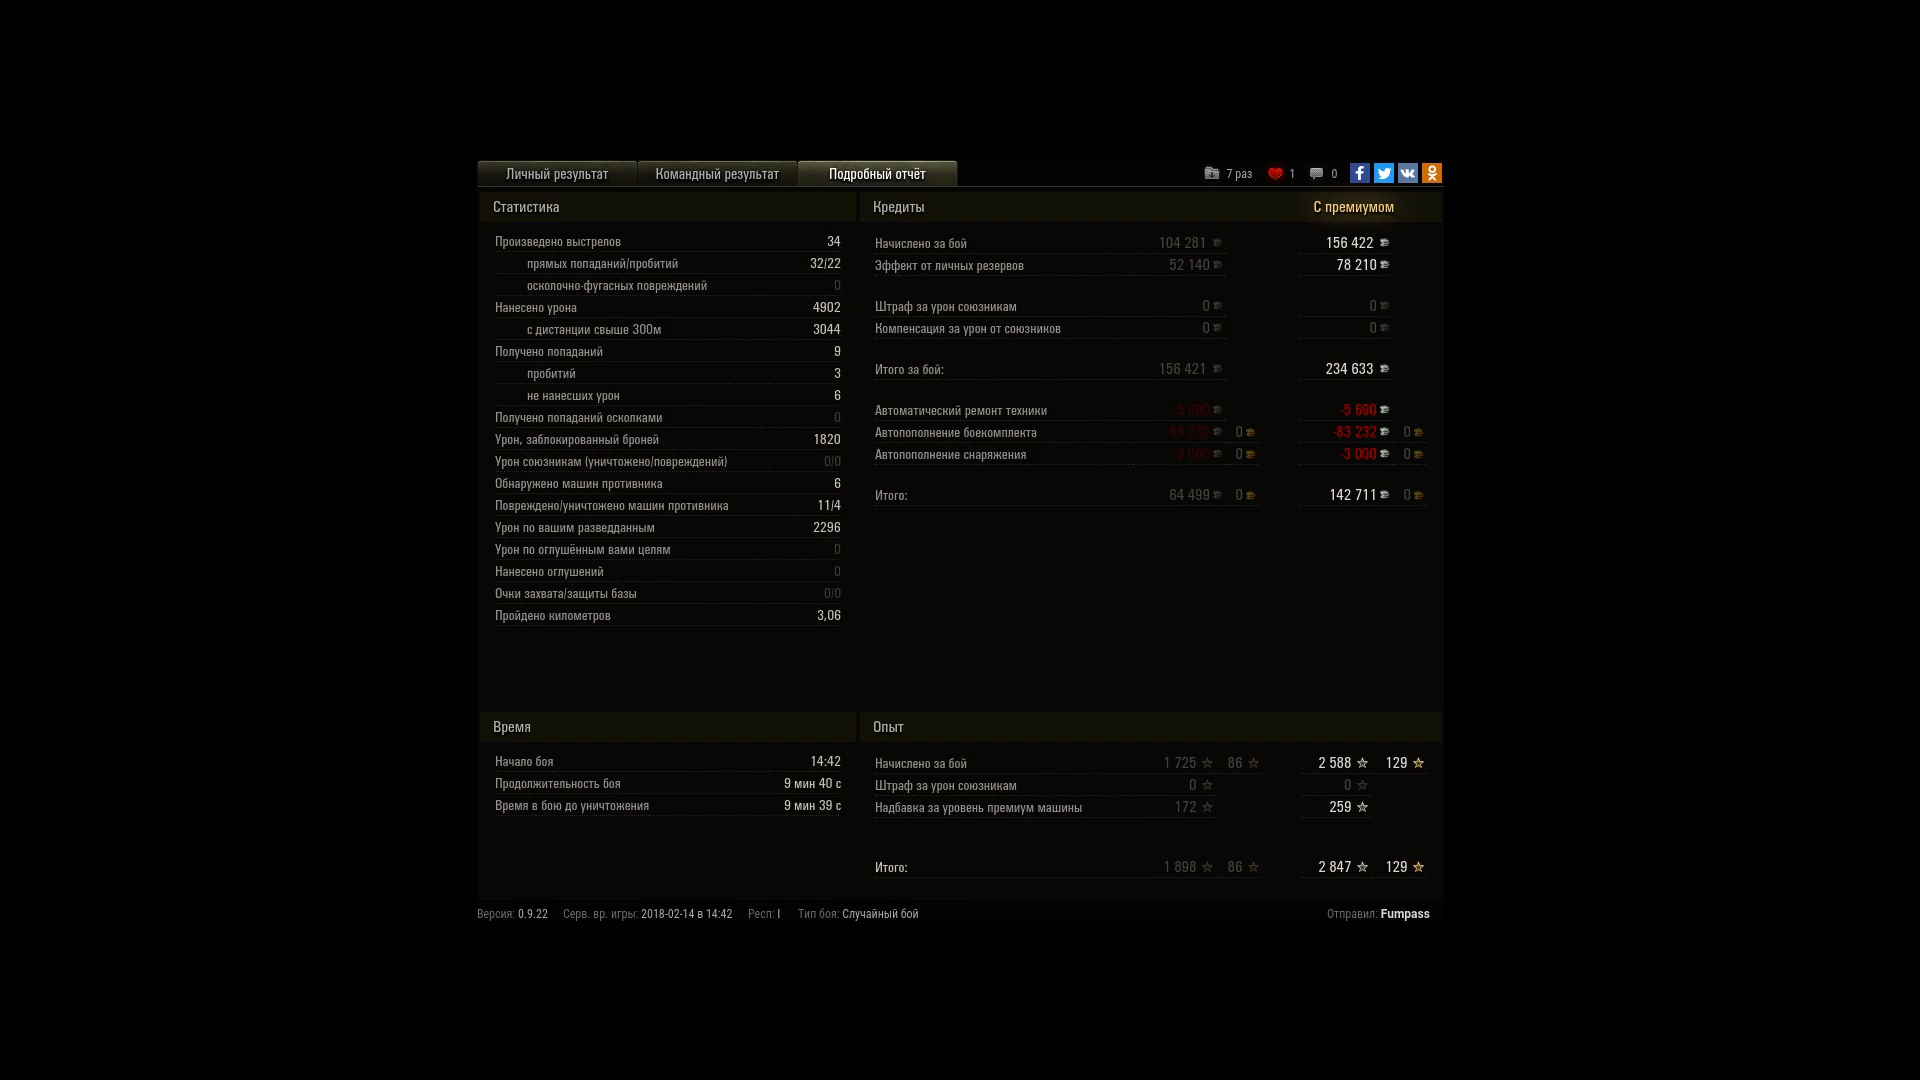 Личный результат Командный результат Подробный отчёт 7 раз 1 0
Статистика
Произведено выстрелов 34
прямых попаданий/пробитий 32/22
осколочно-фугасных повреждений 0
Нанесено урона 4902
с дистанции свыше 300м 3044
Получено попаданий 9
пробитий 3
не нанесших урон 6
Получено попаданий осколками 0
Урон, заблокированный броней 1820
Урон союзникам (уничтожено/повреждений) 0/0
Обнаружено машин противника 6
Повреждено/уничтожено машин противника 11/4
Урон по вашим разведданным 2296
Урон по оглушённым вами целям 0
Нанесено оглушений 0
Очки захвата/защиты базы 0/0
Пройдено километров 3,06
Кредиты С премиумом
Начислено за бой 104 281 156 422
Эффект от личных резервов 52 140 78 210
Штраф за урон союзникам 0 0
Компенсация за урон от союзников 0 0
Итого за бой: 156 421 234 633
Автоматический ремонт техники -5 690 -5 690
Автопополнение боекомплекта -83 232 0 -83 232 0
Автопополнение снаряжения -3 000 0 -3 000 0
Итого: 64 499 0 142 711 0
Время
Начало боя 14:42
Продолжительность боя 9 мин 40 с
Время в бою до уничтожения 9 мин 39 с
Опыт
Начислено за бой 1 725 86 2 588 129
Штраф за урон союзникам 0 0
Надбавка за уровень премиум машины 172 259
Итого: 1 898 86 2 847 129
Версия: 0.9.22 Серв. вр. игры: 2018-02-14 в 14:42 Респ: I Тип боя: Случайный бой Отправил: Fumpass